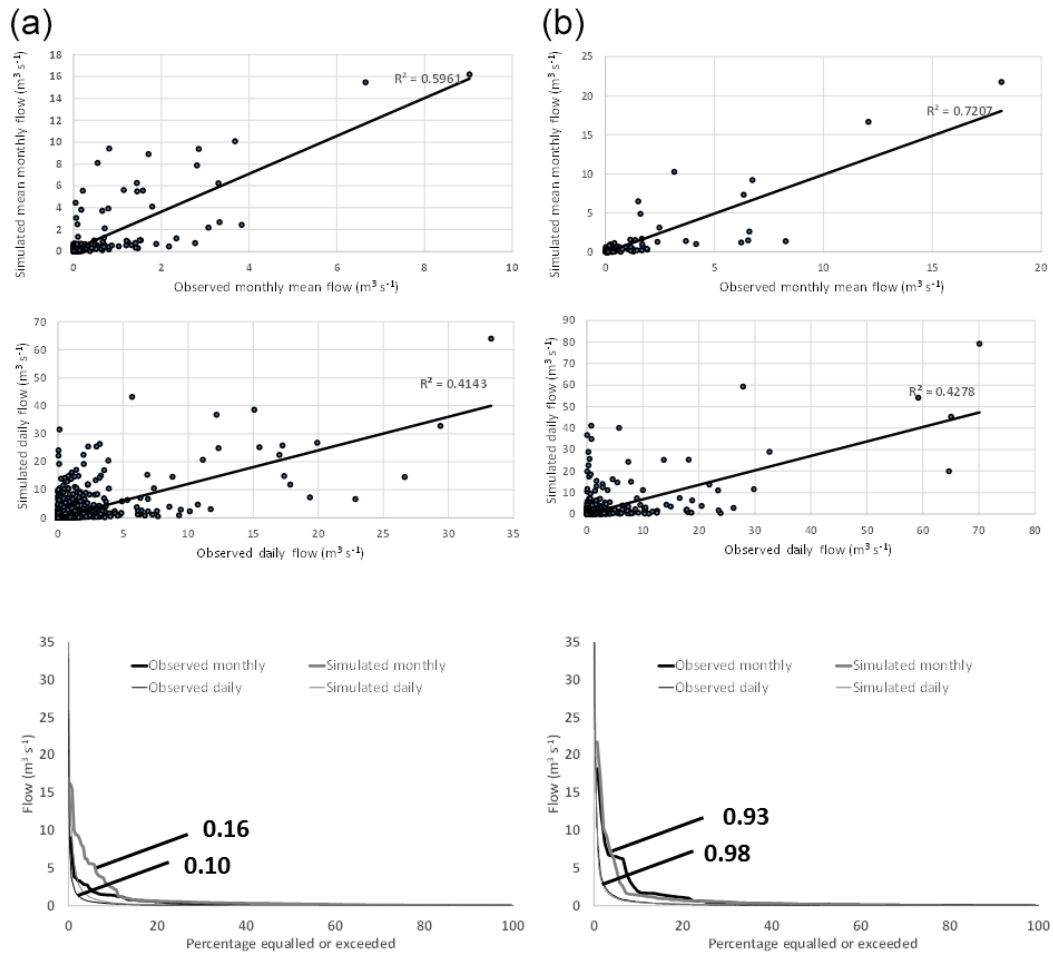 (a)
18
16
14
12
10
8
6
4
2
0
Simulated mean monthly flow (m³ s⁻¹)
R² = 0.5961
0 2 4 6 8 10
Observed monthly mean flow (m³ s⁻¹)
(b)
25
20
15
10
5
0
Simulated mean monthly flow (m³ s⁻¹)
R² = 0.7207
0 5 10 15 20
Observed monthly mean flow (m³ s⁻¹)
70
60
50
40
30
20
10
0
Simulated daily flow (m³ s⁻¹)
R² = 0.4143
0 5 10 15 20 25 30 35
Observed daily flow (m³ s⁻¹)
90
80
70
60
50
40
30
20
10
0
Simulated daily flow (m³ s⁻¹)
R² = 0.4278
0 10 20 30 40 50 60 70 80
Observed daily flow (m³ s⁻¹)
35
30
25
20
15
10
5
0
Flow (m³ s⁻¹)
Observed monthly Simulated monthly
Observed daily Simulated daily
0.16
0.10
0 20 40 60 80 100
Percentage equalled or exceeded
35
30
25
20
15
10
5
0
Flow (m³ s⁻¹)
Observed monthly Simulated monthly
Observed daily Simulated daily
0.93
0.98
0 20 40 60 80 100
Percentage equalled or exceeded